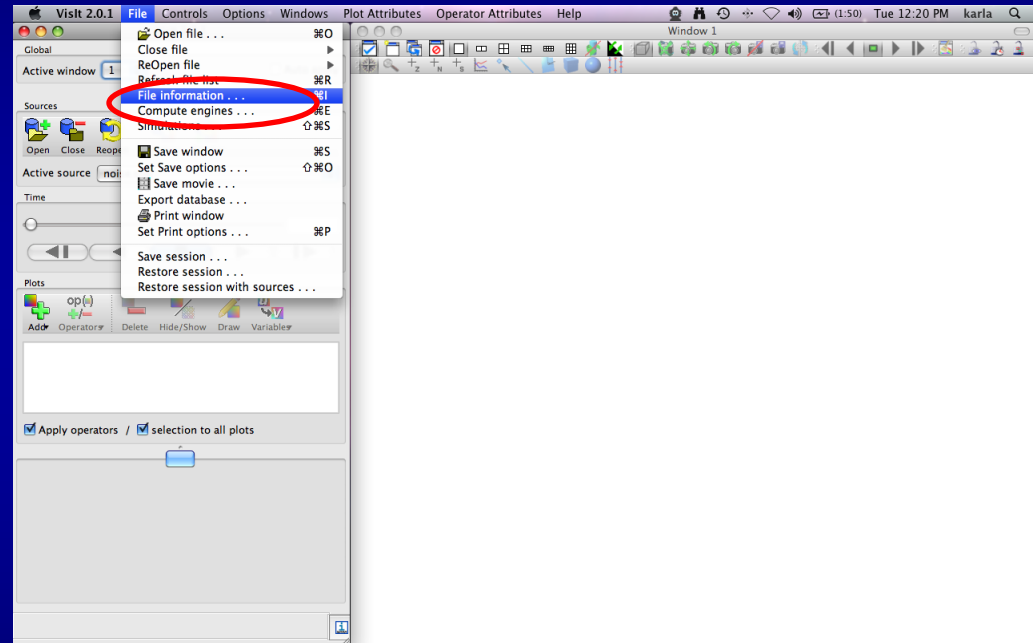 VisIt 2.0.1 File Controls Options Windows Plot Attributes Operator Attributes Help (1:50) Tue 12:20 PM karla
Window 1
Open file . . . ⌘O
Close file
ReOpen file
Refresh file list ⌘R
File information . . . ⌘I
Compute engines . . . ⌘E
Simulations . . . ⇧⌘S
Save window ⌘S
Set Save options . . . ⇧⌘O
Save movie . . .
Export database . . .
Print window
Set Print options . . . ⌘P
Save session . . .
Restore session . . .
Restore session with sources . . .
Global
Active window 1
Sources
Open Close Reope
Active source noi
Time
Plots
op(=)
Add Operators Delete Hide/Show Draw Variables
Apply operators / selection to all plots